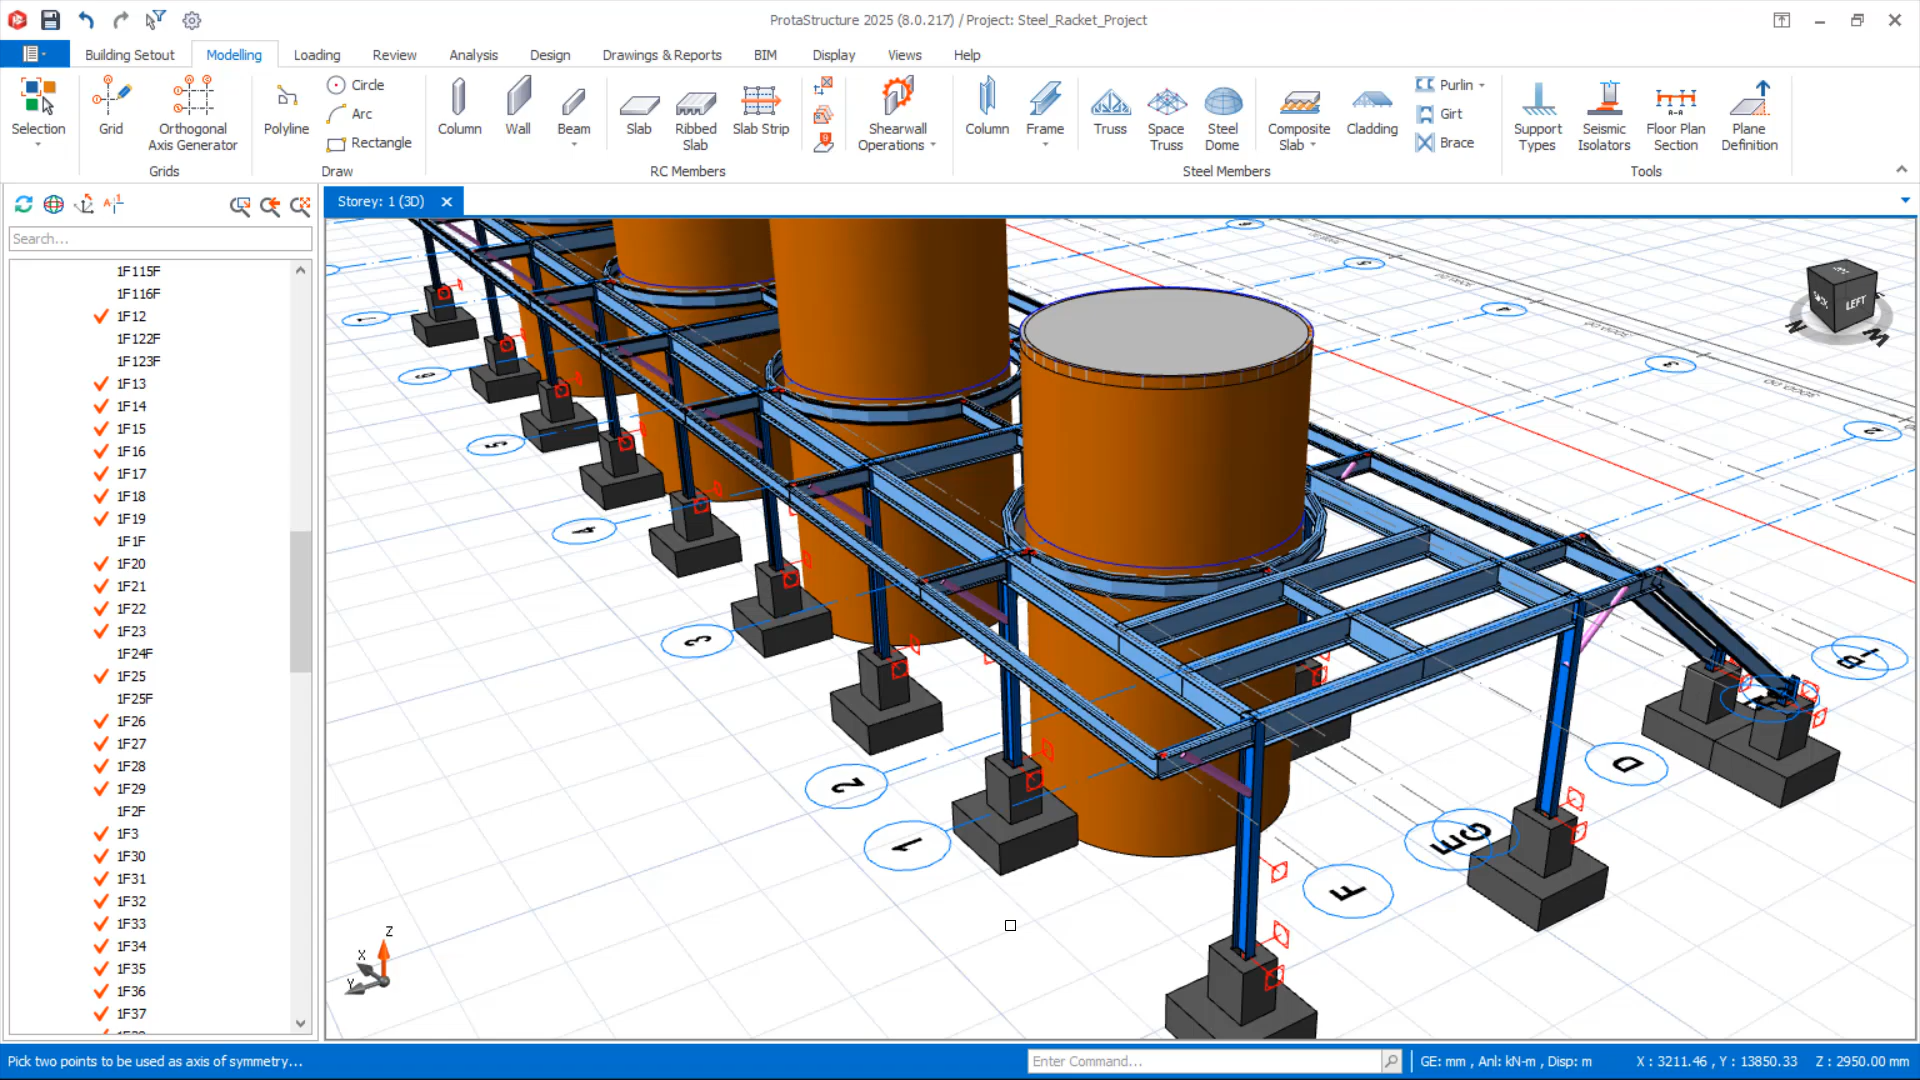 ProtaStructure 2025 (8.0.217) / Project: Steel_Racket_Project
Building Setout
Modelling
Loading
Review
Analysis
Design
Drawings & Reports
BIM
Display
Views
Help
Selection
Grid
Orthogonal
Axis Generator
Grids
Polyline
Circle
Arc
Rectangle
Draw
Column
Wall
Beam
Slab
Ribbed
Slab
Slab Strip
Shearwall
Operations
RC Members
Column
Frame
Truss
Space
Truss
Steel
Dome
Composite
Slab
Cladding
Purlin
Girt
Brace
Steel Members
Support
Types
Seismic
Isolators
Floor Plan
Section
Plane
Definition
Tools
Storey: 1 (3D)
Search...
1F115F
1F116F
1F12
1F122F
1F123F
1F13
1F14
1F15
1F16
1F17
1F18
1F19
1F1F
1F20
1F21
1F22
1F23
1F24F
1F25
1F25F
1F26
1F27
1F28
1F29
1F2F
1F3
1F30
1F31
1F32
1F33
1F34
1F35
1F36
1F37
LEFT
N
5
4
3
2
1
F
D
Z
X
Y
Pick two points to be used as axis of symmetry...
Enter Command...
GE: mm , Anl: kN-m , Disp: m
X : 3211.46 , Y : 13850.33
Z : 2950.00 mm